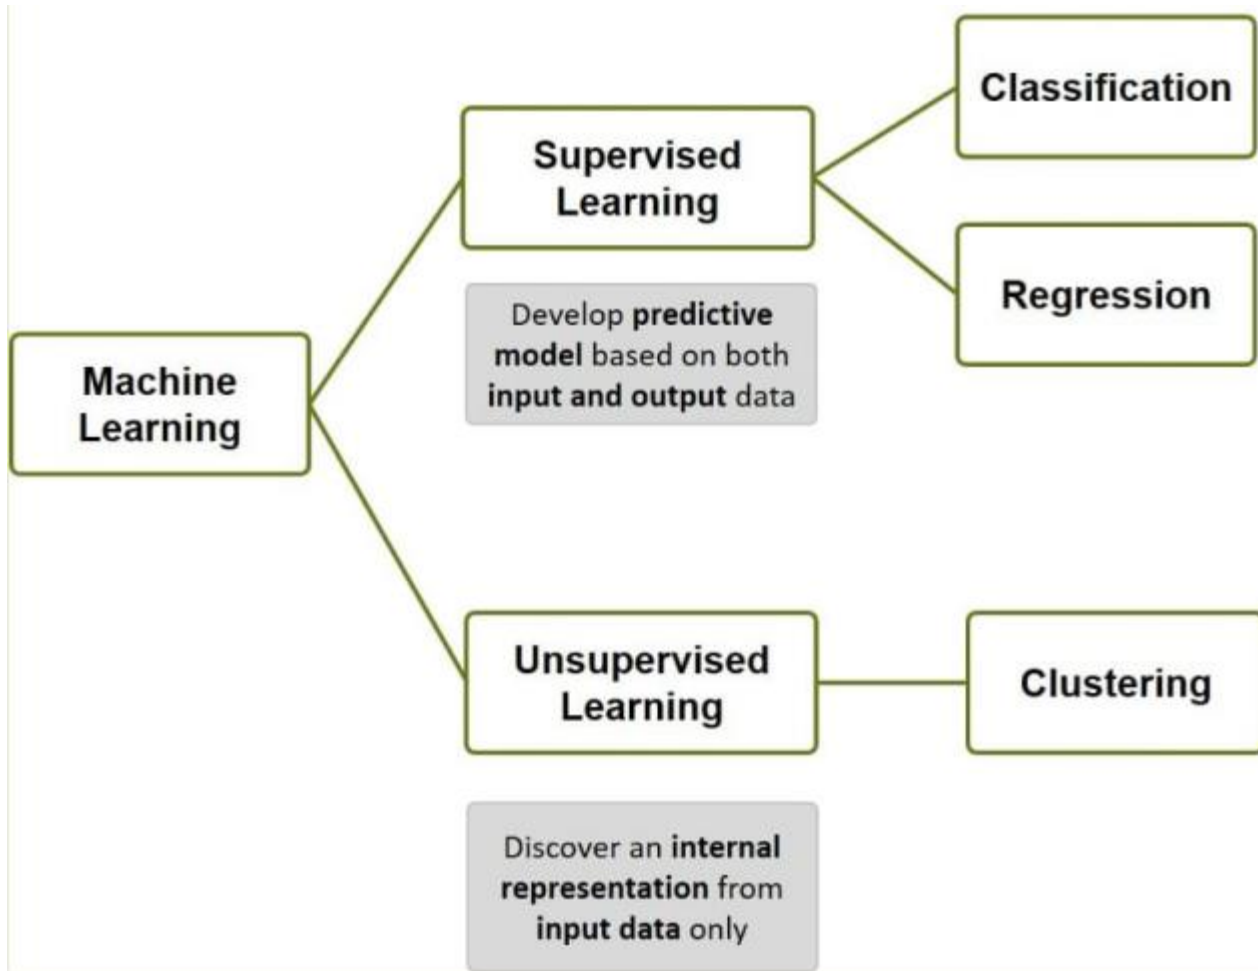 Classification
Supervised
Learning
Regression
Develop predictive
model based on both
input and output data
Machine
Learning
Unsupervised
Learning
Clustering
Discover an internal
representation from
input data only